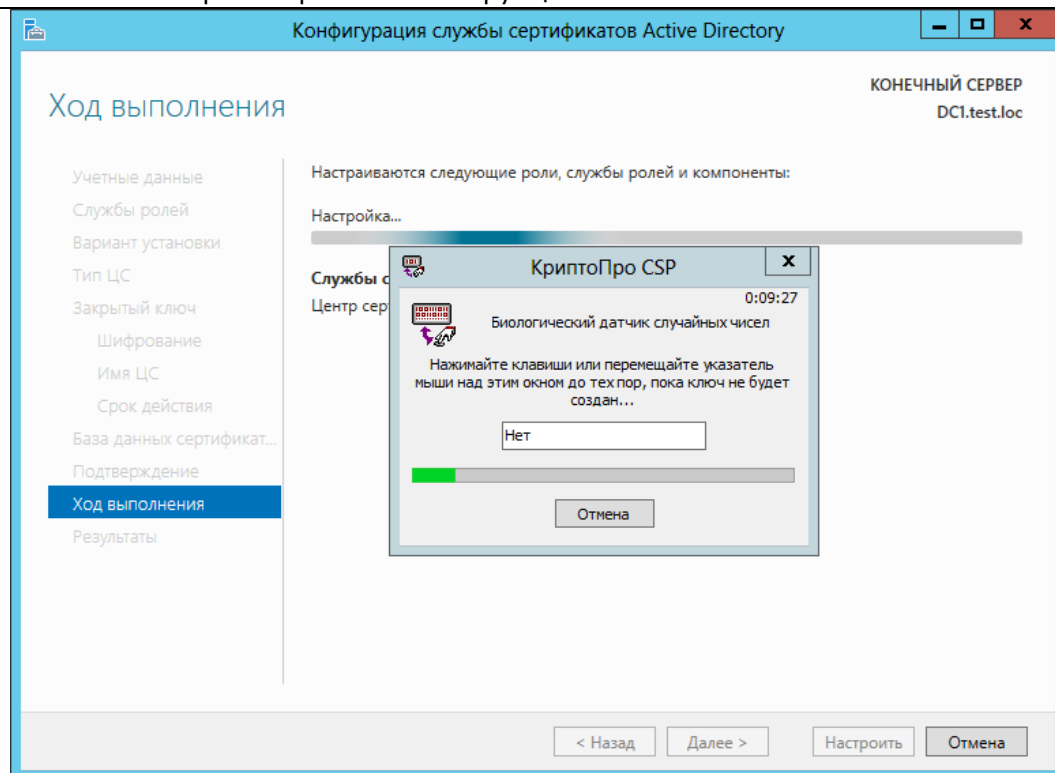 Конфигурация службы сертификатов Active Directory
Ход выполнения
КОНЕЧНЫЙ СЕРВЕР
DC1.test.loc
Учетные данные
Службы ролей
Вариант установки
Тип ЦС
Закрытый ключ
Шифрование
Имя ЦС
Срок действия
База данных сертификат...
Подтверждение
Ход выполнения
Результаты
Настраиваются следующие роли, службы ролей и компоненты:
Настройка...
Службы с
Центр сер
КриптоПро CSP
0:09:27
Биологический датчик случайных чисел
Нажимайте клавиши или перемещайте указатель
мыши над этим окном до тех пор, пока ключ не будет
создан...
Нет
Отмена
< Назад
Далее >
Настроить
Отмена